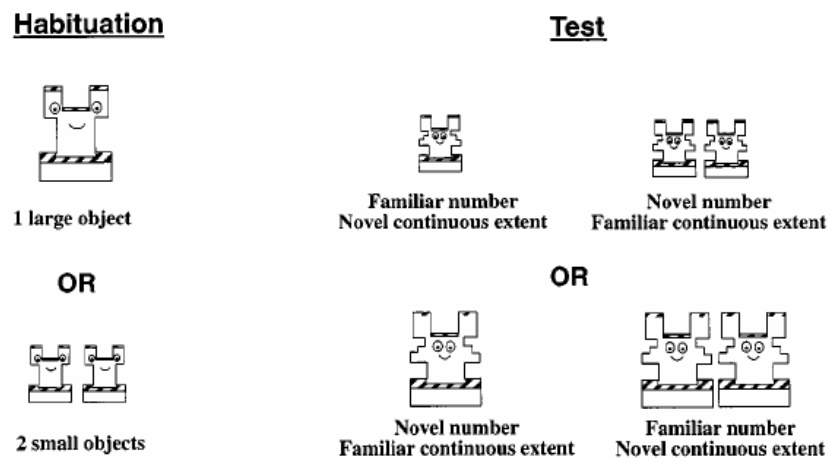 Habituation
Test
1 large object
Familiar number
Novel continuous extent
Novel number
Familiar continuous extent
OR
OR
2 small objects
Novel number
Familiar continuous extent
Familiar number
Novel continuous extent